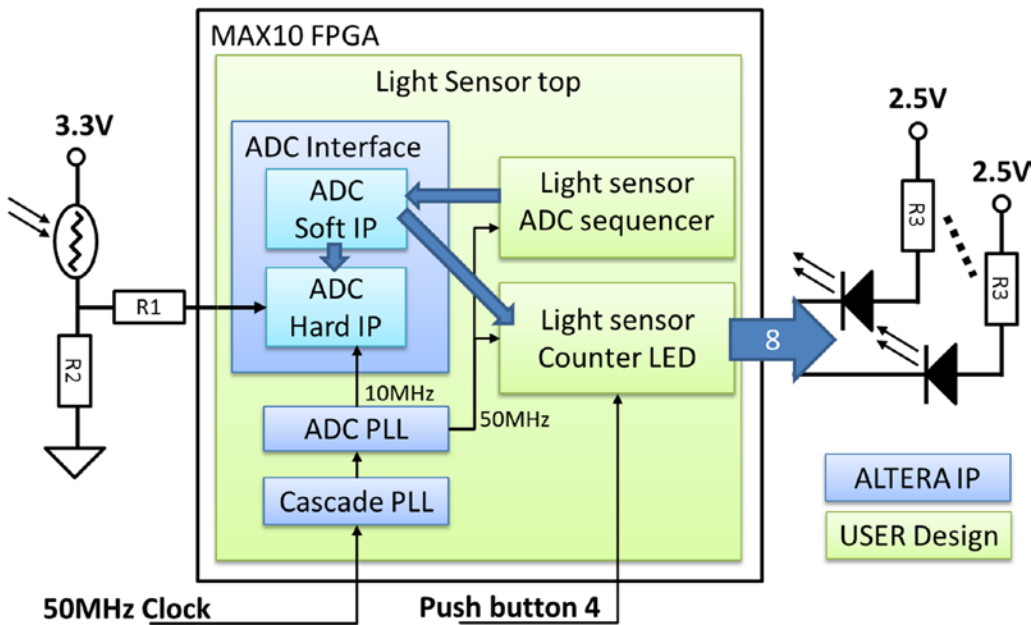 MAX10 FPGA
Light Sensor top
3.3V
2.5V
2.5V
ADC Interface
ADC
Soft IP
Light sensor
ADC sequencer
R3
R3
ADC
Hard IP
R1
R2
Light sensor
Counter LED
8
10MHz
50MHz
ADC PLL
Cascade PLL
ALTERA IP
USER Design
50MHz Clock
Push button 4